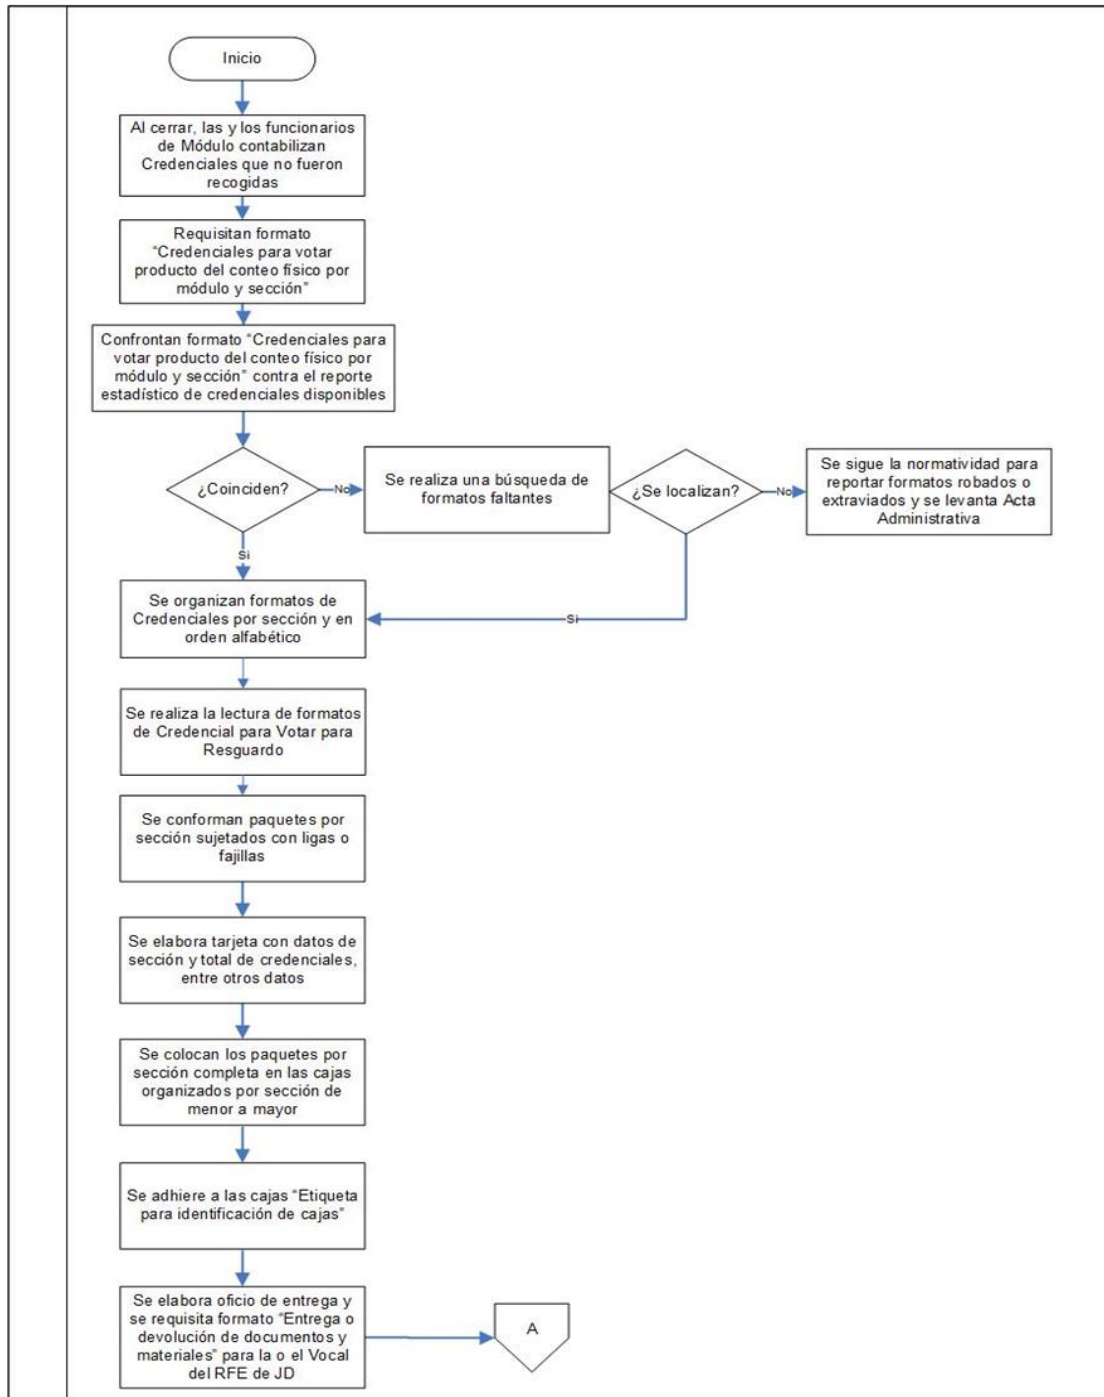 Inicio
Al cerrar, las y los funcionarios
de Módulo contabilizan
Credenciales que no fueron
recogidas
Requisitan formato
“Credenciales para votar
producto del conteo físico por
módulo y sección”
Confrontan formato “Credenciales para
votar producto del conteo físico por
módulo y sección” contra el reporte
estadístico de credenciales disponibles
¿Coinciden?
No
Se realiza una búsqueda de
formatos faltantes
¿Se localizan?
No
Se sigue la normatividad para
reportar formatos robados o
extraviados y se levanta Acta
Administrativa
Si
Si
Se organizan formatos de
Credenciales por sección y en
orden alfabético
Se realiza la lectura de formatos
de Credencial para Votar para
Resguardo
Se conforman paquetes por
sección sujetados con ligas o
fajillas
Se elabora tarjeta con datos de
sección y total de credenciales,
entre otros datos
Se colocan los paquetes por
sección completa en las cajas
organizados por sección de
menor a mayor
Se adhiere a las cajas “Etiqueta
para identificación de cajas”
Se elabora oficio de entrega y
se requisita formato “Entrega o
devolución de documentos y
materiales” para la o el Vocal
del RFE de JD
A